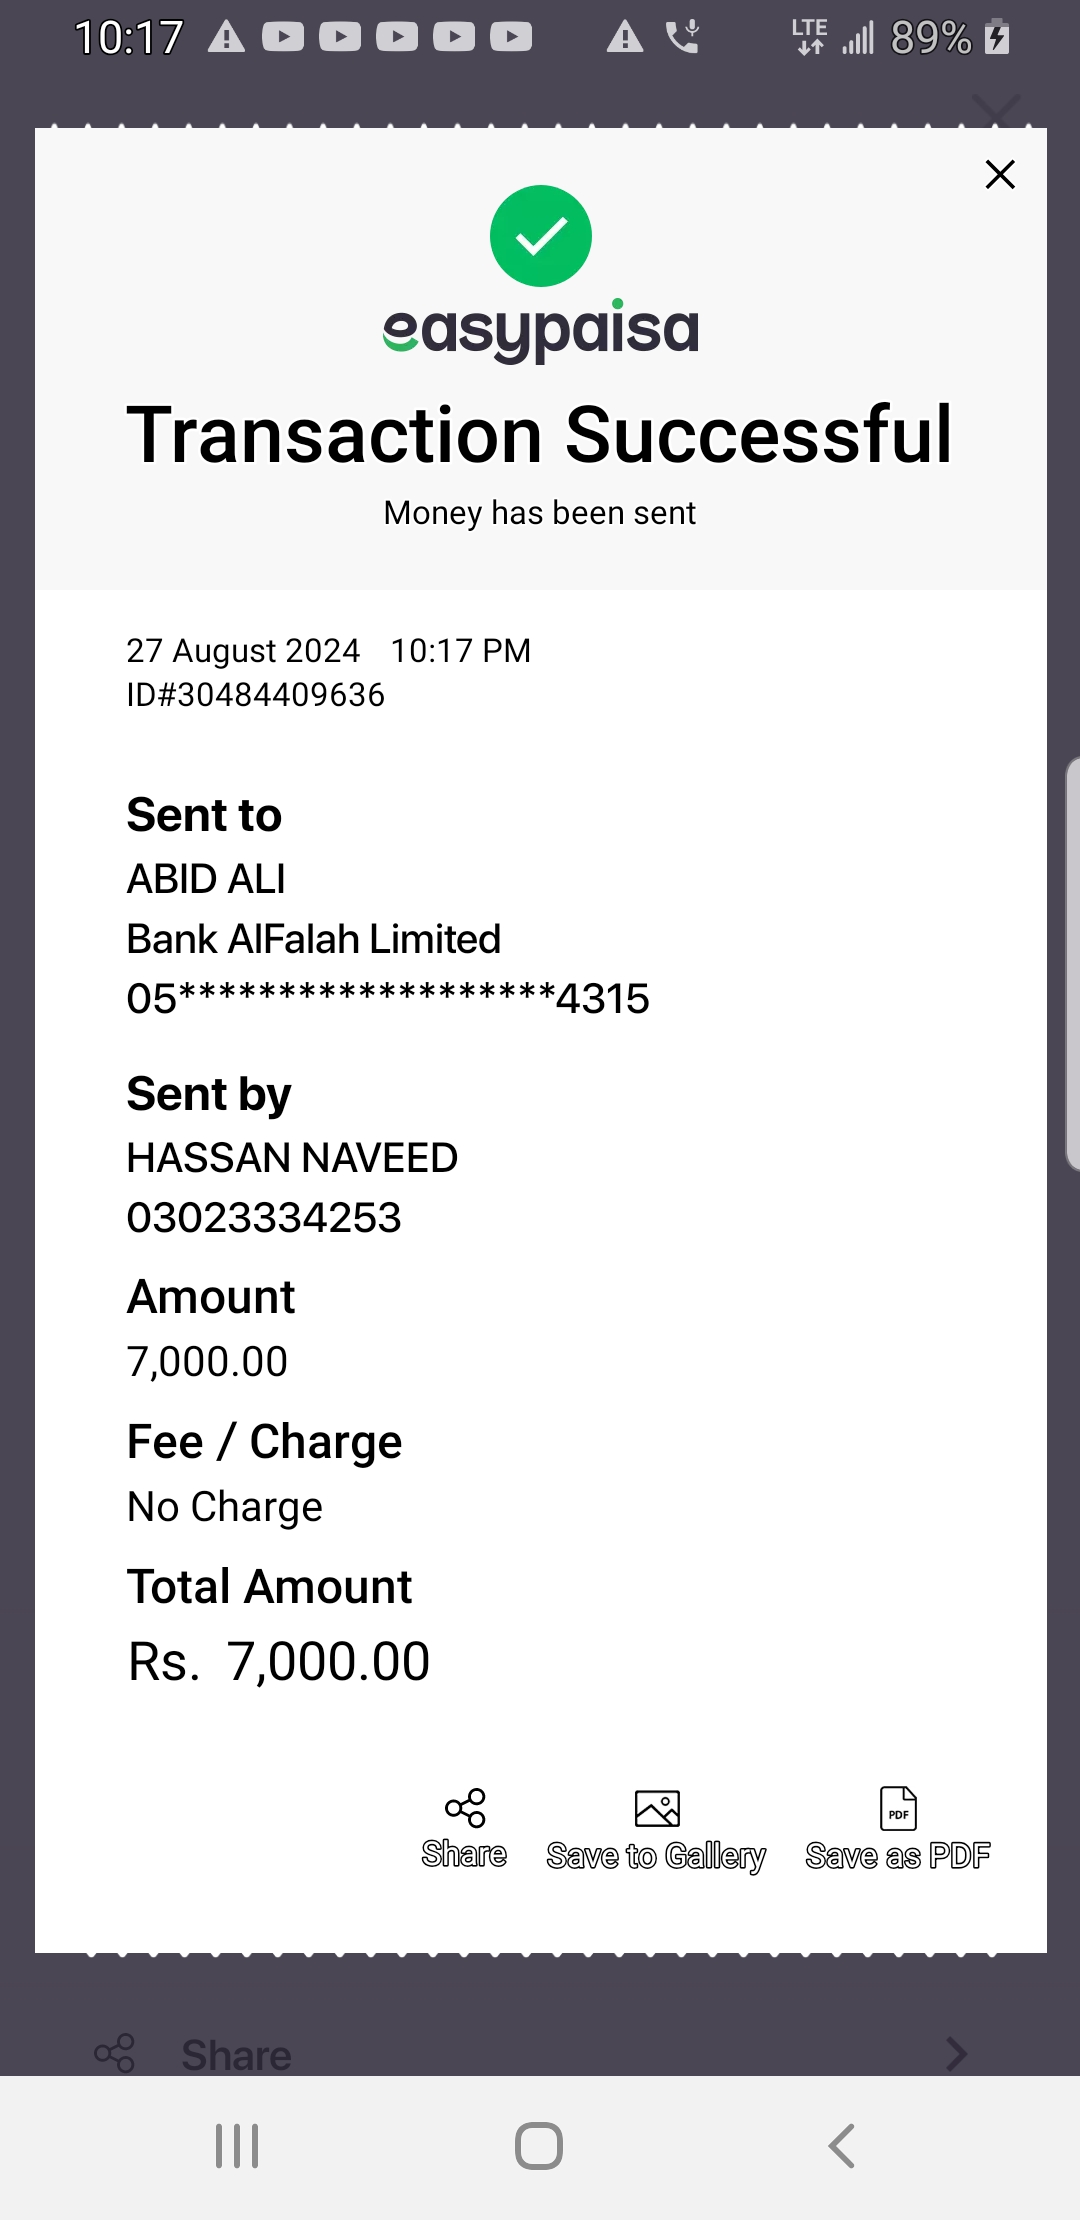 10:17 LTE 89%
easypaisa
Transaction Successful
Money has been sent
27 August 2024 10:17 PM
ID#30484409636
Sent to
ABID ALI
Bank AlFalah Limited
05*******************4315
Sent by
HASSAN NAVEED
03023334253
Amount
7,000.00
Fee / Charge
No Charge
Total Amount
Rs. 7,000.00
PDF
Share Save to Gallery Save as PDF
Share